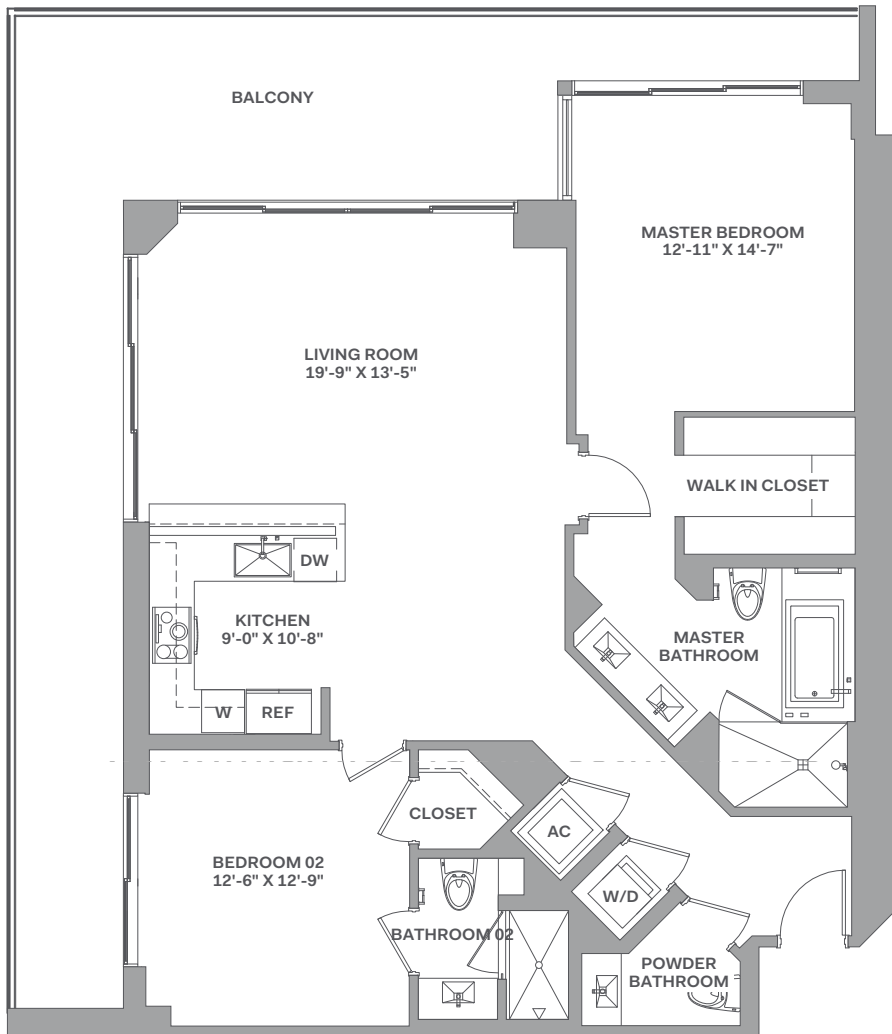 BALCONY
MASTER BEDROOM
12'-11" X 14'-7"
LIVING ROOM
19'-9" X 13'-5"
WALK IN CLOSET
DW
KITCHEN
9'-0" X 10'-8"
MASTER
BATHROOM
W
REF
CLOSET
AC
BEDROOM 02
12'-6" X 12'-9"
W/D
BATHROOM 02
POWDER
BATHROOM